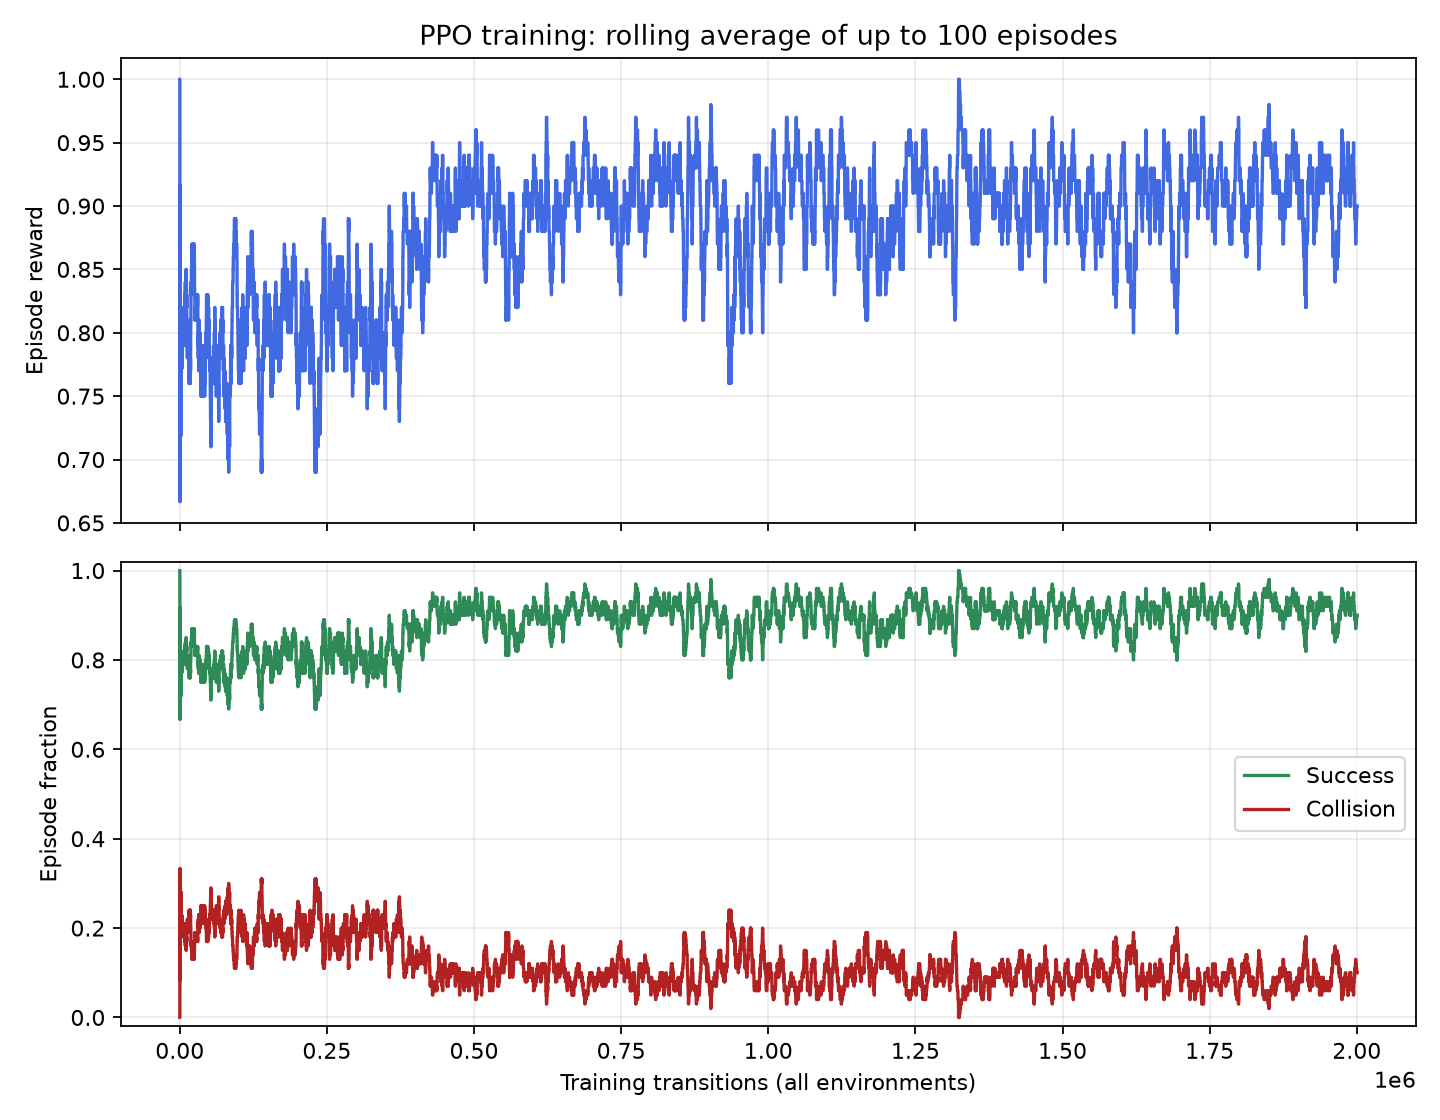 PPO training: rolling average of up to 100 episodes
1.00
0.95
0.90
0.85
0.80
0.75
0.70
0.65
Episode reward
1.0
0.8
0.6
0.4
0.2
0.0
Episode fraction
Success
Collision
0.00 0.25 0.50 0.75 1.00 1.25 1.50 1.75 2.00
1e6
Training transitions (all environments)